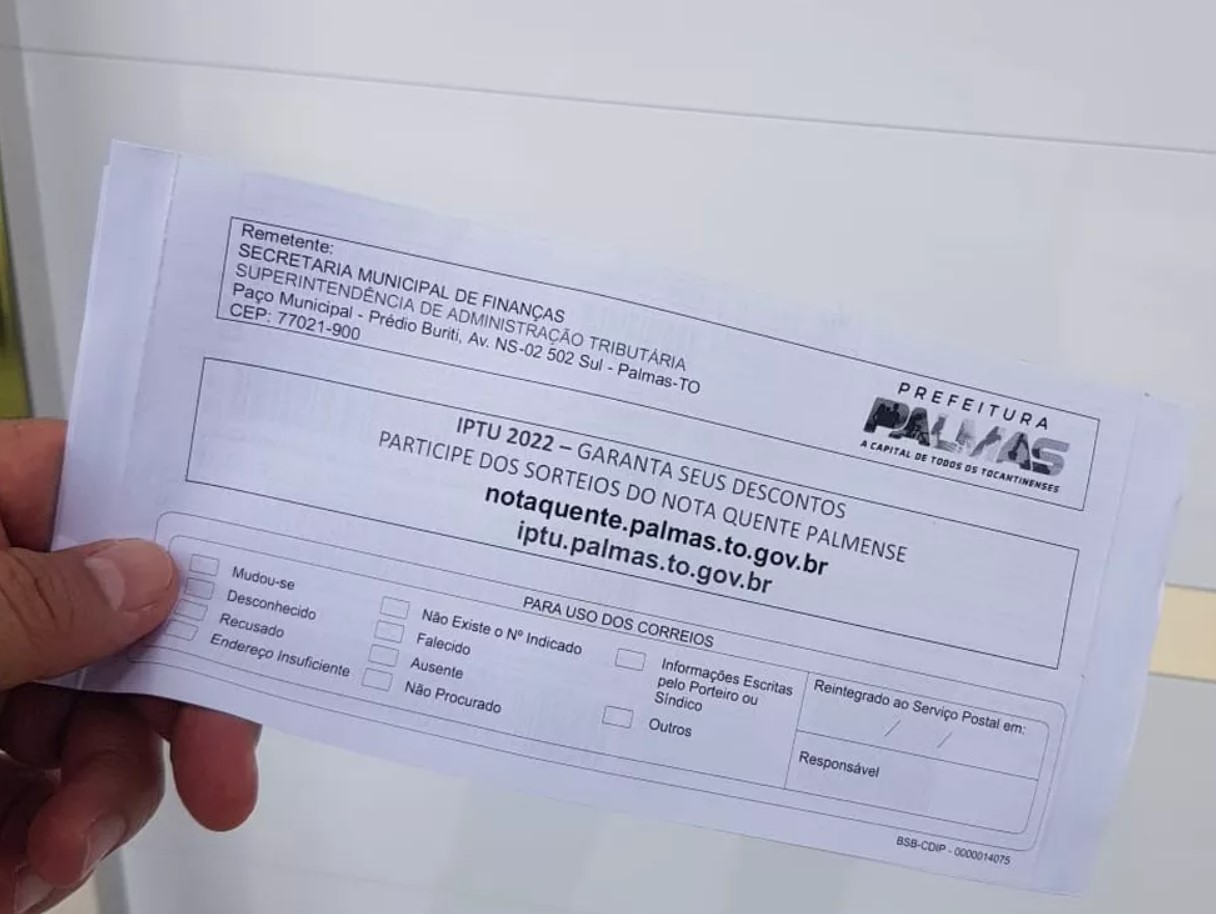 Remetente:
SECRETARIA MUNICIPAL DE FINANÇAS
SUPERINTENDÊNCIA DE ADMINISTRAÇÃO TRIBUTÁRIA
Paço Municipal - Prédio Buriti, Av. NS-02 502 Sul - Palmas-TO
CEP: 77021-900
PREFEITURA
PALMAS
A CAPITAL DE TODOS OS TOCANTINENSES
IPTU 2022 – GARANTA SEUS DESCONTOS
PARTICIPE DOS SORTEIOS DO NOTA QUENTE PALMENSE
notaquente.palmas.to.gov.br
iptu.palmas.to.gov.br
PARA USO DOS CORREIOS
Mudou-se
Desconhecido
Recusado
Endereço Insuficiente
Não Existe o Nº Indicado
Falecido
Ausente
Não Procurado
Informações Escritas
pelo Porteiro ou
Síndico
Outros
Reintegrado ao Serviço Postal em:
/ /
Responsável
BSB-CDIP - 0000014075